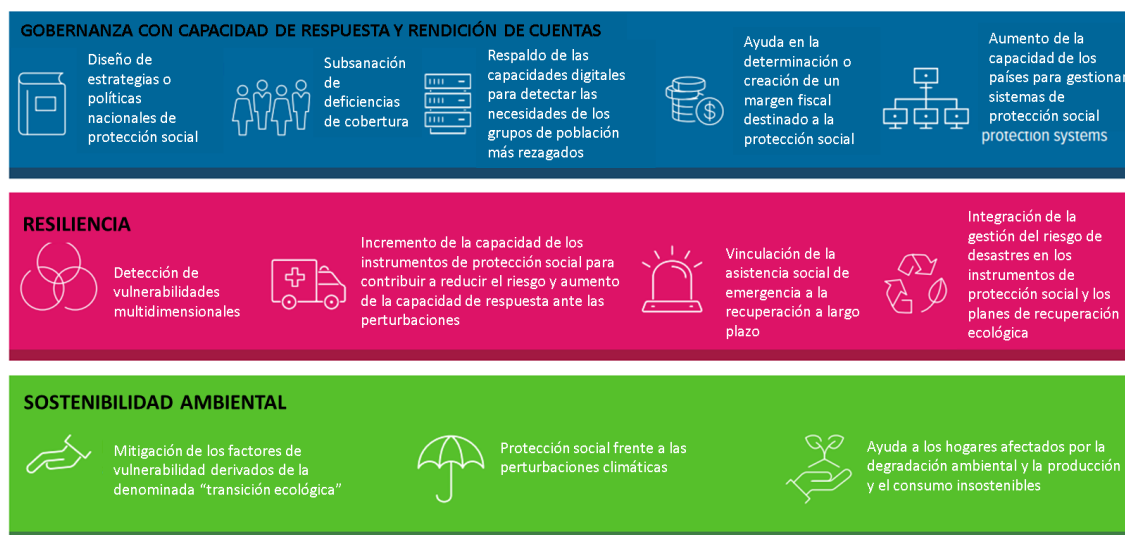 GOBERNANZA CON CAPACIDAD DE RESPUESTA Y RENDICIÓN DE CUENTAS
Diseño de
estrategias o
políticas
nacionales de
protección social
Subsanación
de
deficiencias
de cobertura
Respaldo de las
capacidades digitales
para detectar las
necesidades de los
grupos de población
más rezagados
Ayuda en la
determinación o
creación de un
margen fiscal
destinado a la
protección social
Aumento de la
capacidad de los
países para gestionar
sistemas de
protección social
protection systems
RESILIENCIA
Detección de
vulnerabilidades
multidimensionales
Incremento de la capacidad de los
instrumentos de protección social para
contribuir a reducir el riesgo y aumento
de la capacidad de respuesta ante las
perturbaciones
Vinculación de la
asistencia social de
emergencia a la
recuperación a largo
plazo
Integración de la
gestión del riesgo de
desastres en los
instrumentos de
protección social y los
planes de recuperación
ecológica
SOSTENIBILIDAD AMBIENTAL
Mitigación de los factores de
vulnerabilidad derivados de la
denominada “transición ecológica”
Protección social frente a las
perturbaciones climáticas
Ayuda a los hogares afectados por la
degradación ambiental y la producción
y el consumo insostenibles